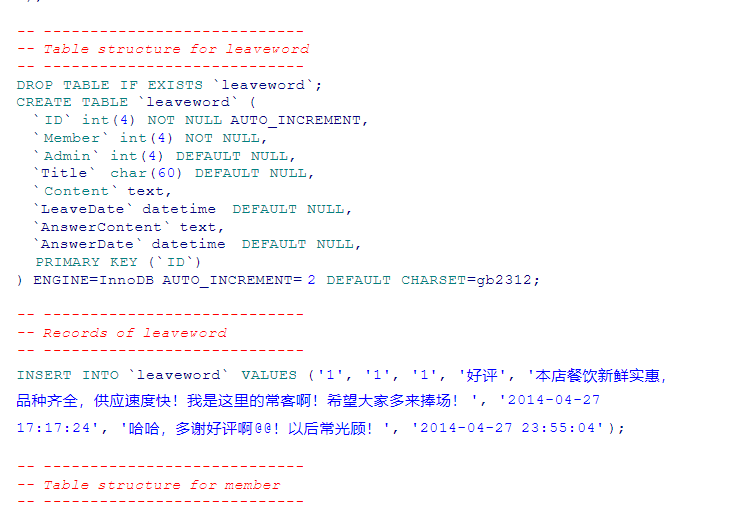 -- ----------------------------
-- Table structure for leaveword
-- ----------------------------
DROP TABLE IF EXISTS `leaveword`;
CREATE TABLE `leaveword` (
  `ID` int(4) NOT NULL AUTO_INCREMENT,
  `Member` int(4) NOT NULL,
  `Admin` int(4) DEFAULT NULL,
  `Title` char(60) DEFAULT NULL,
  `Content` text,
  `LeaveDate` datetime DEFAULT NULL,
  `AnswerContent` text,
  `AnswerDate` datetime DEFAULT NULL,
  PRIMARY KEY (`ID`)
) ENGINE=InnoDB AUTO_INCREMENT= 2 DEFAULT CHARSET=gb2312;
-- ----------------------------
-- Records of leaveword
-- ----------------------------
INSERT INTO `leaveword` VALUES ('1', '1', '1', '好评', '本店餐饮新鲜实惠,
品种齐全，供应速度快！我是这里的常客啊！希望大家多来捧场！ ', '2014-04-27
17:17:24', '哈哈，多谢好评啊@@！以后常光顾！', '2014-04-27 23:55:04');
-- ----------------------------
-- Table structure for member
-- ----------------------------